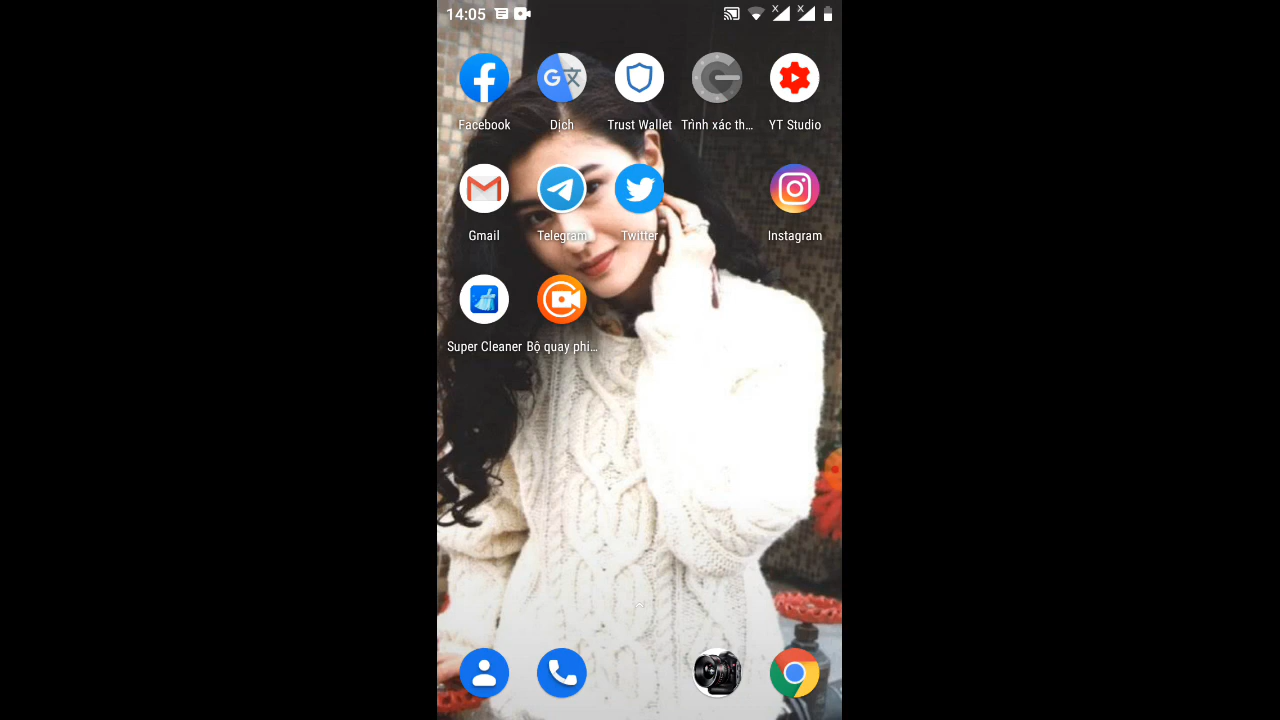 14:05
Facebook Dịch Trust Wallet Trình xác th... YT Studio
Gmail Telegram Twitter Instagram
Super Cleaner Bộ quay phi...